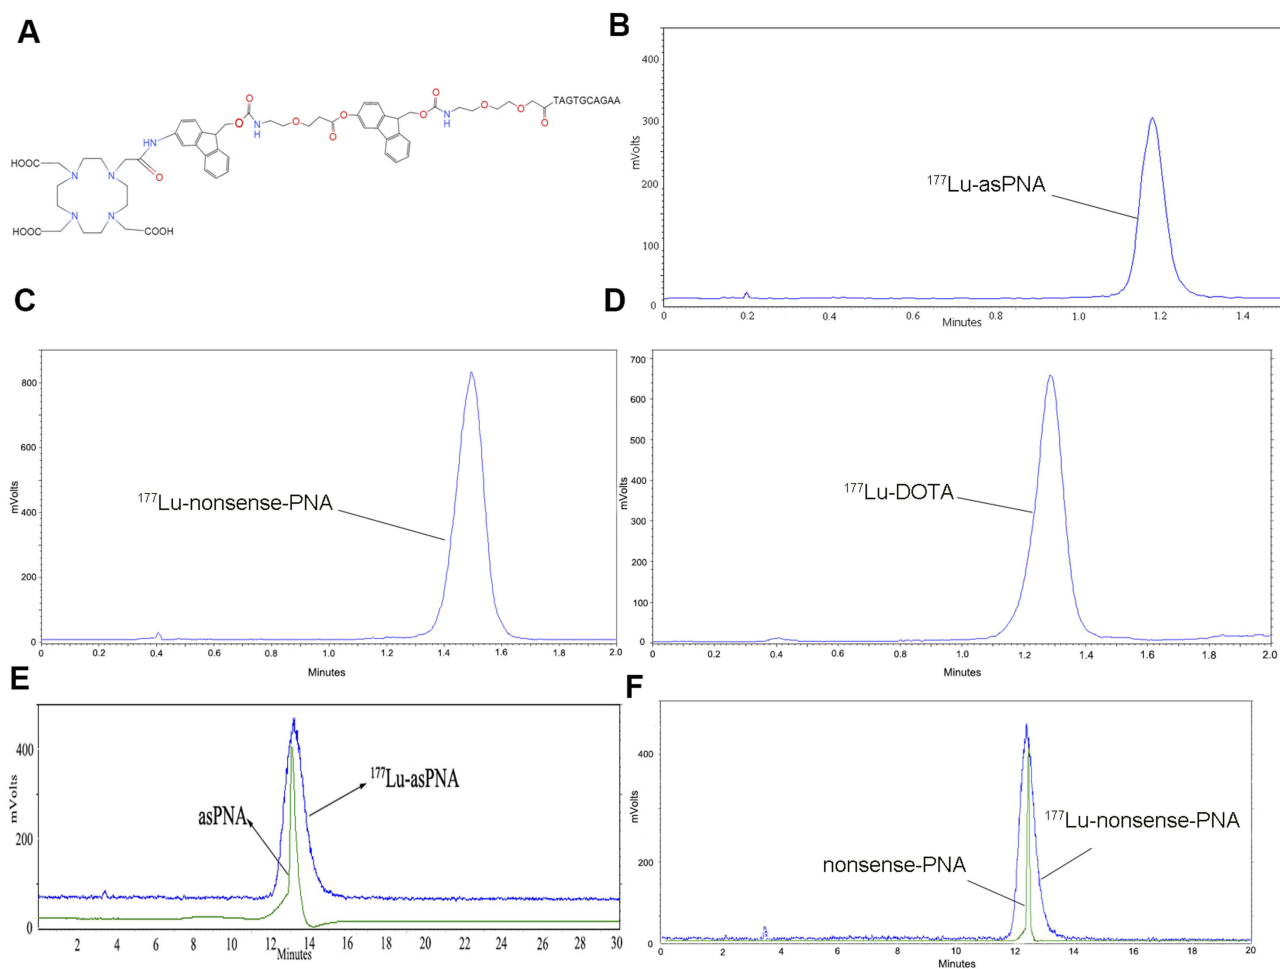 A
HOOC
HOOC
COOH
N
N
N
N
O
NH
O
O
N
H
O
O
O
O
O
N
H
O
O
O
TAGTGCAGAA
B
mVolts
400
300
200
100
0
177Lu-asPNA
0 0.2 0.4 0.6 0.8 1.0 1.2 1.4
Minutes
C
mVolts
800
600
400
200
0
177Lu-nonsense-PNA
0 0.2 0.4 0.6 0.8 1.0 1.2 1.4 1.6 1.8 2.0
Minutes
D
mVolts
700
600
500
400
300
200
100
0
177Lu-DOTA
0 0.2 0.4 0.6 0.8 1.0 1.2 1.4 1.6 1.8 2.0
Minutes
E
mVolts
400
200
0
asPNA
177Lu-asPNA
2 4 6 8 10 12 14 16 18 20 22 24 26 28 30
Minutes
F
mVolts
400
200
0
nonsense-PNA
177Lu-nonsense-PNA
0 2 4 6 8 10 12 14 16 18 20
Minutes